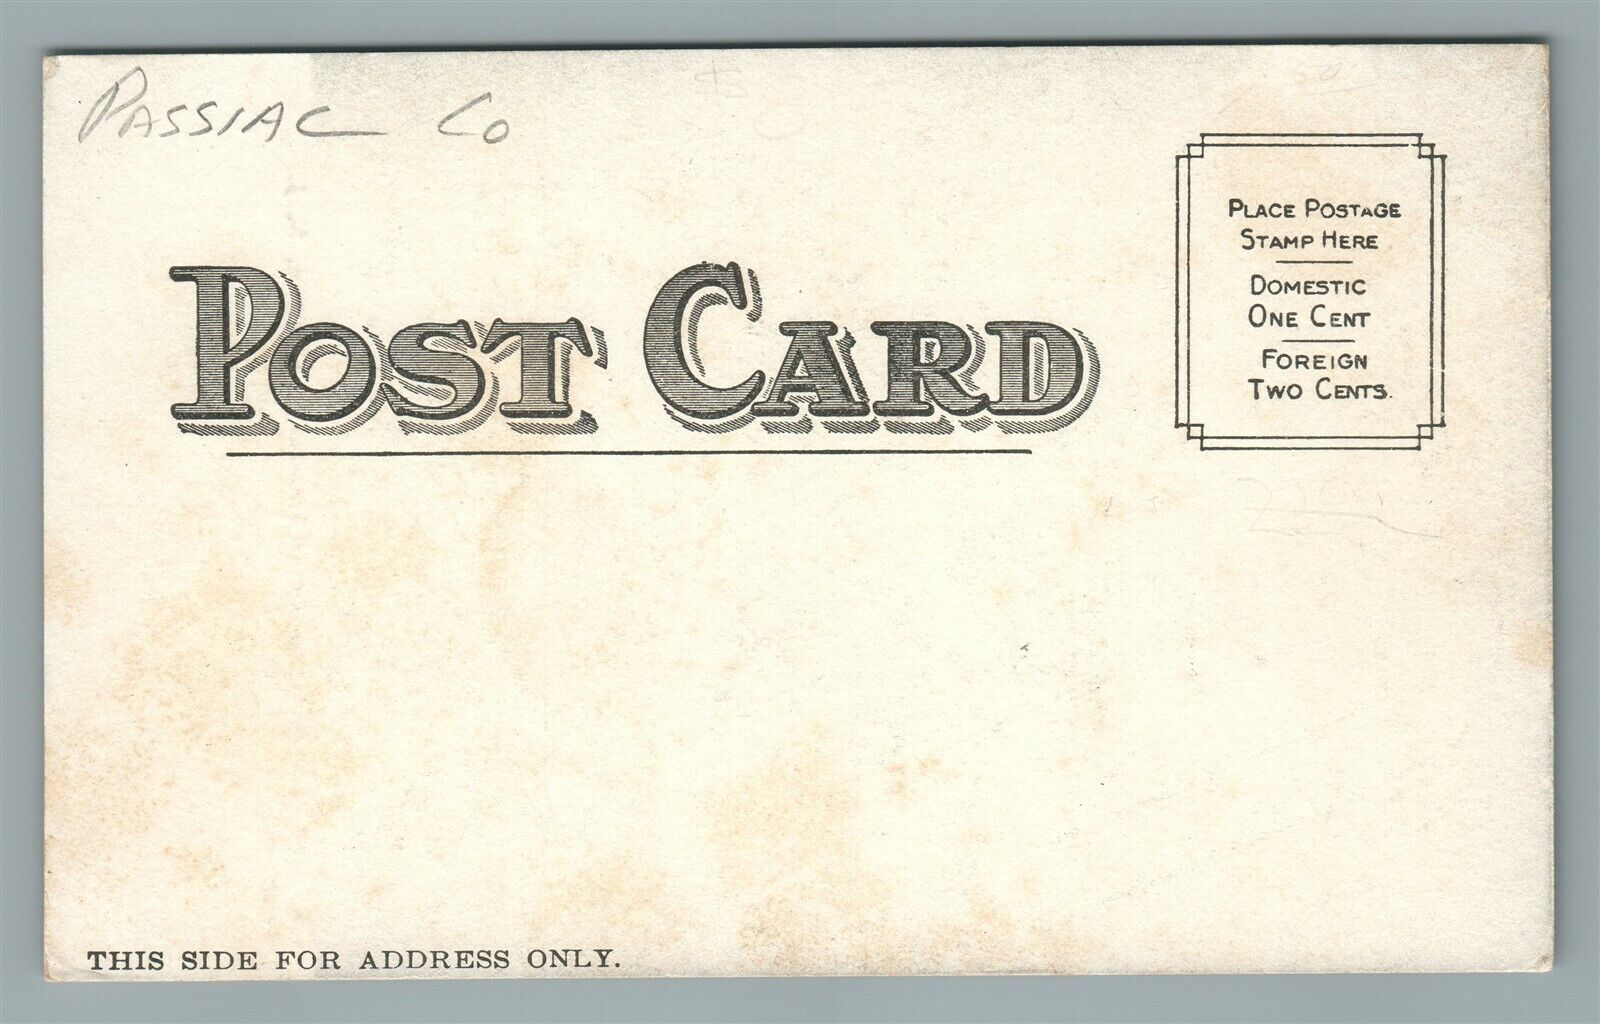 PASSIAC Co
POST CARD
PLACE POSTAGE
STAMP HERE
DOMESTIC
ONE CENT
FOREIGN
TWO CENTS.
THIS SIDE FOR ADDRESS ONLY.